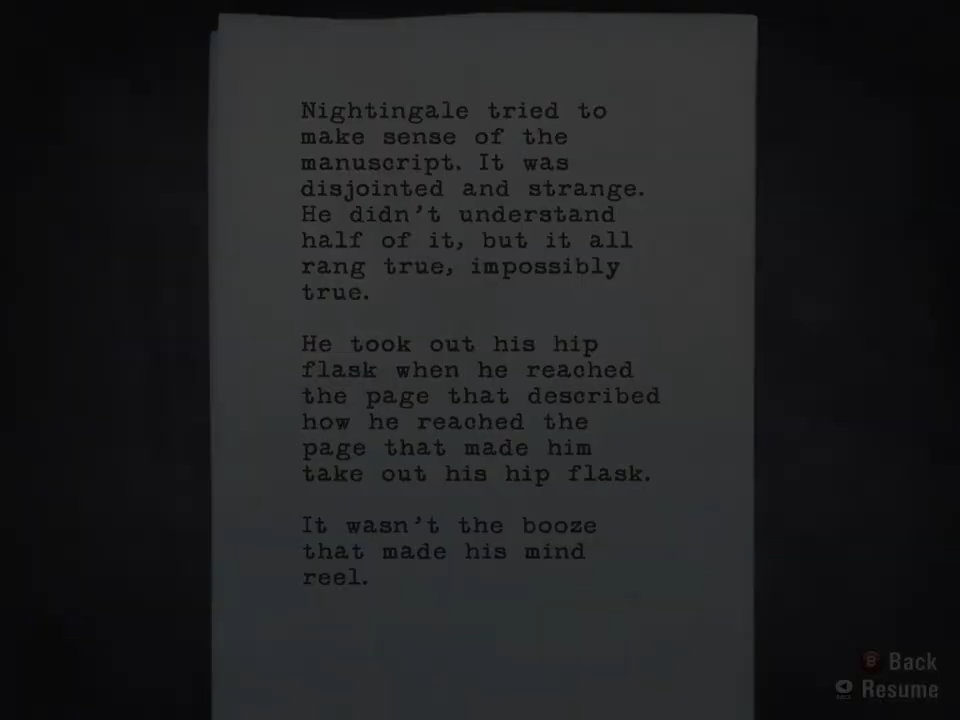 Nightingale tried to
make sense of the
manuscript. It was
disjointed and strange.
He didn't understand
half of it, but it all
rang true, impossibly
true.
He took out his hip
flask when he reached
the page that described
how he reached the
page that made him
take out his hip flask.
It wasn't the booze
that made his mind
reel.
B Back
BACK Resume